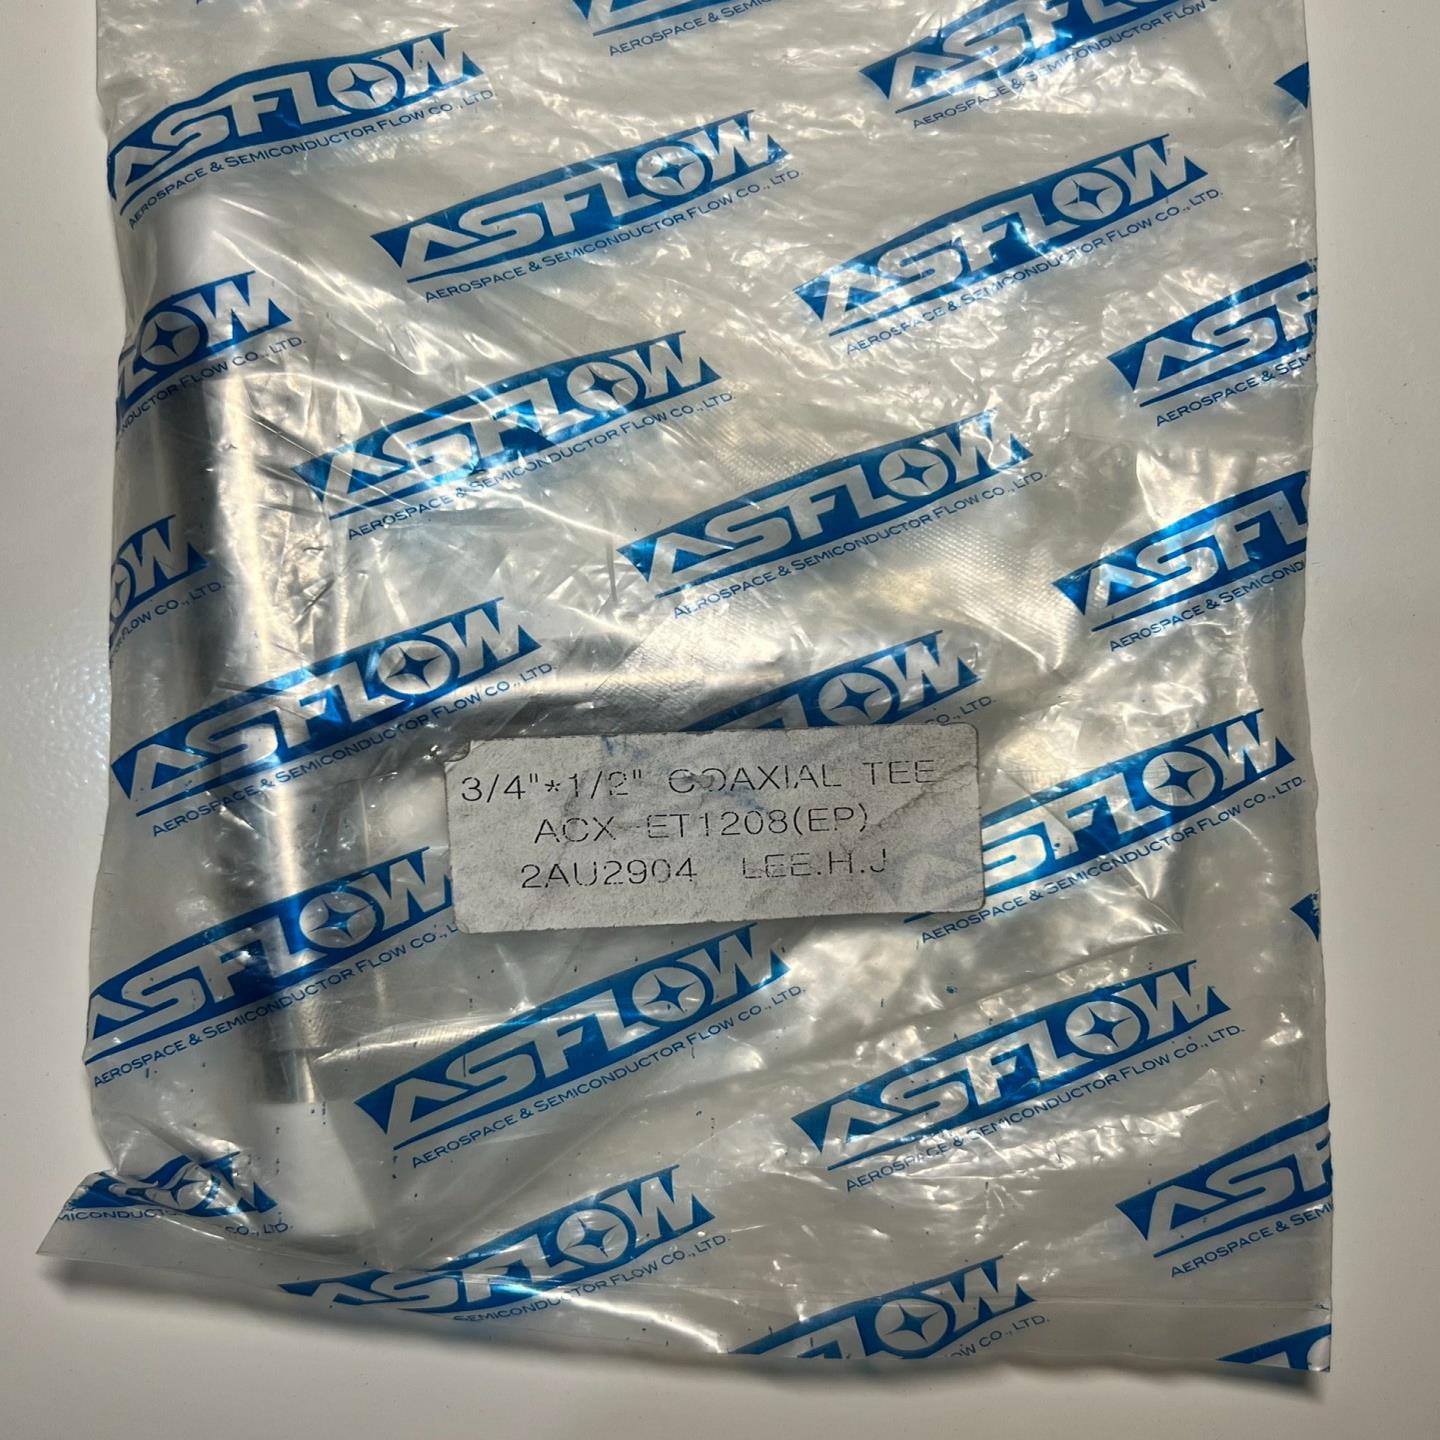 ASFLOW
AEROSPACE & SEMICONDUCTOR FLOW CO., LTD.
3/4"*1/2" COAXIAL TEE
ACX-ET1208(EP)
2AU2904 LEE.H.J